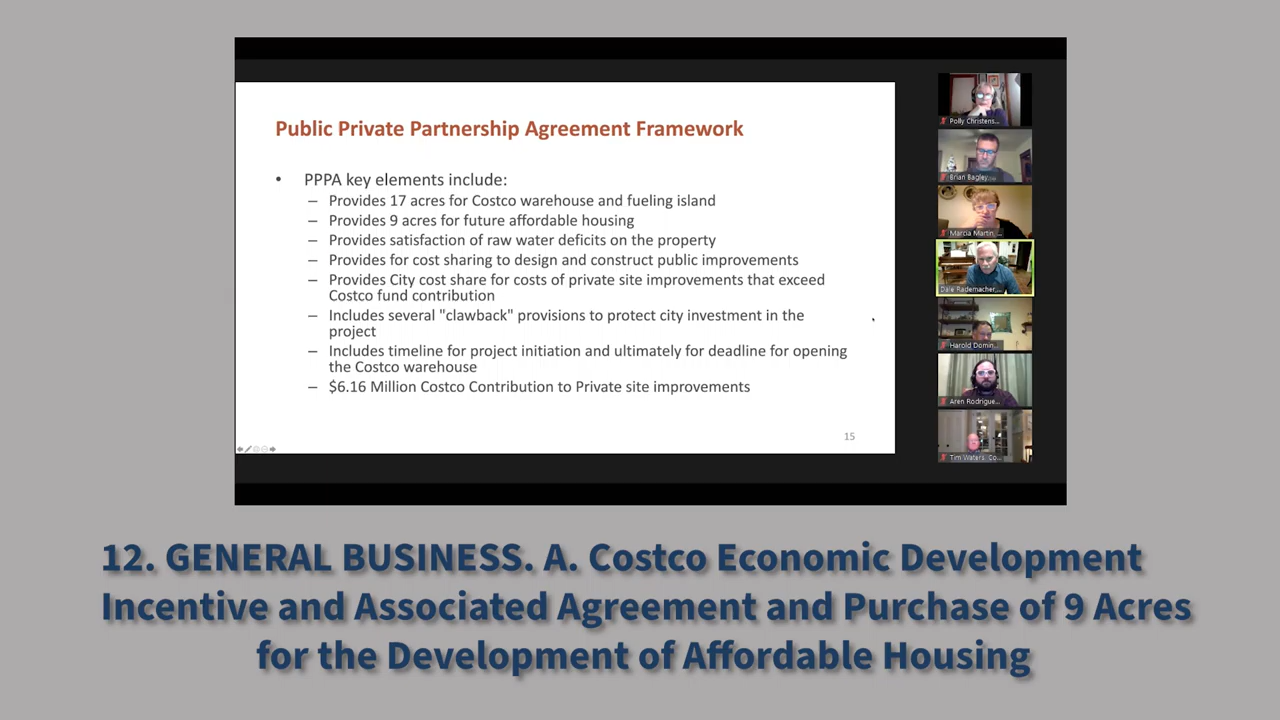 Public Private Partnership Agreement Framework
• PPPA key elements include:
– Provides 17 acres for Costco warehouse and fueling island
– Provides 9 acres for future affordable housing
– Provides satisfaction of raw water deficits on the property
– Provides for cost sharing to design and construct public improvements
– Provides City cost share for costs of private site improvements that exceed
Costco fund contribution
– Includes several "clawback" provisions to protect city investment in the
project
– Includes timeline for project initiation and ultimately for deadline for opening
the Costco warehouse
– $6.16 Million Costco Contribution to Private site improvements
15
Polly Christens...
Brian Bagley
Marcia Martin, ...
Dale Rademacher, ...
Harold Domin...
Aren Rodrigue...
Tim Waters, Co...
12. GENERAL BUSINESS. A. Costco Economic Development
Incentive and Associated Agreement and Purchase of 9 Acres
for the Development of Affordable Housing